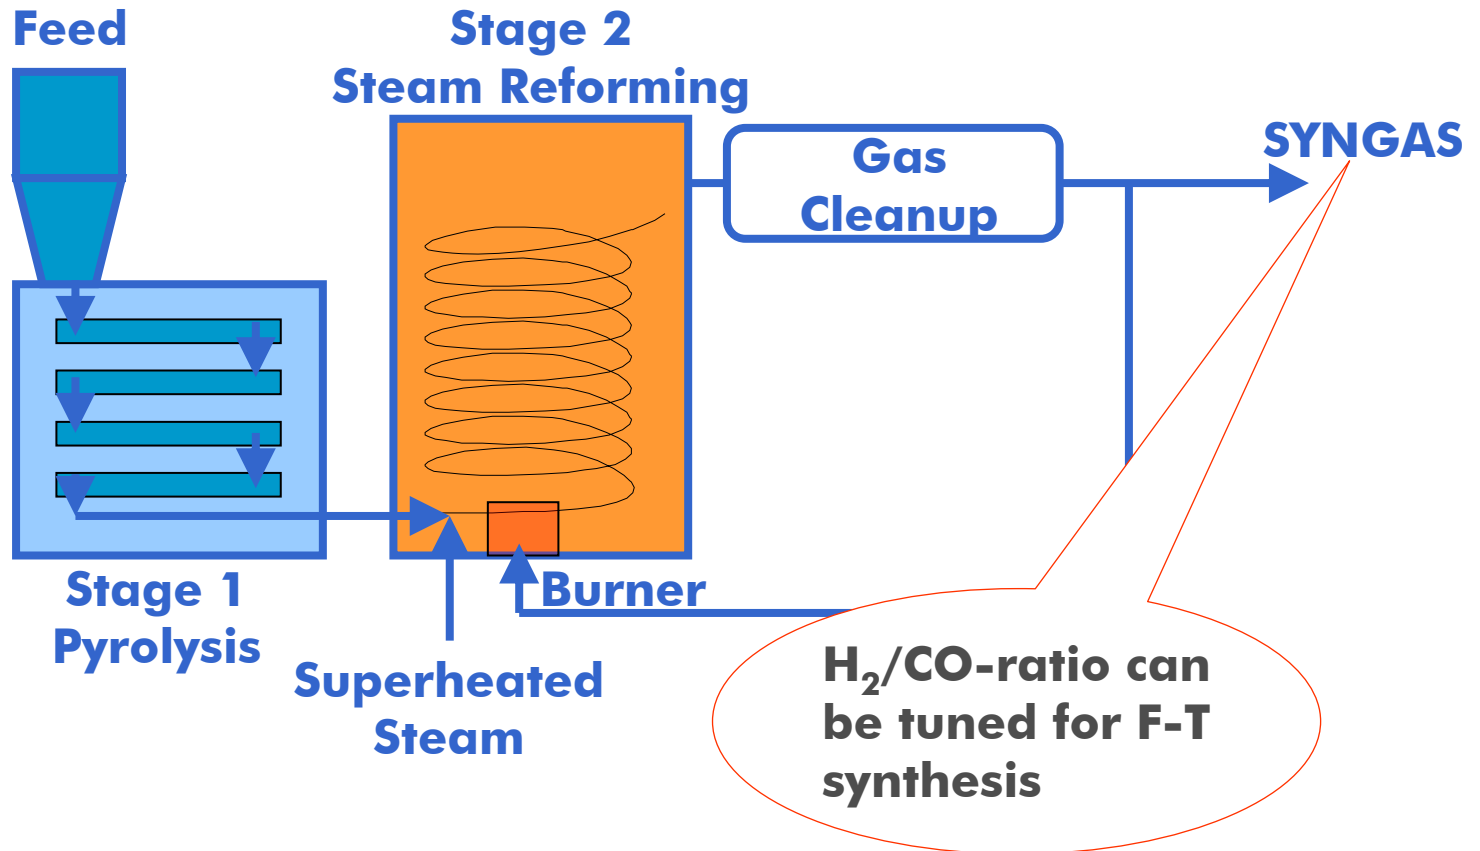 Feed
Stage 2
Steam Reforming
Gas
Cleanup
SYNGAS
Stage 1
Pyrolysis
Burner
Superheated
Steam
H₂/CO-ratio can
be tuned for F-T
synthesis